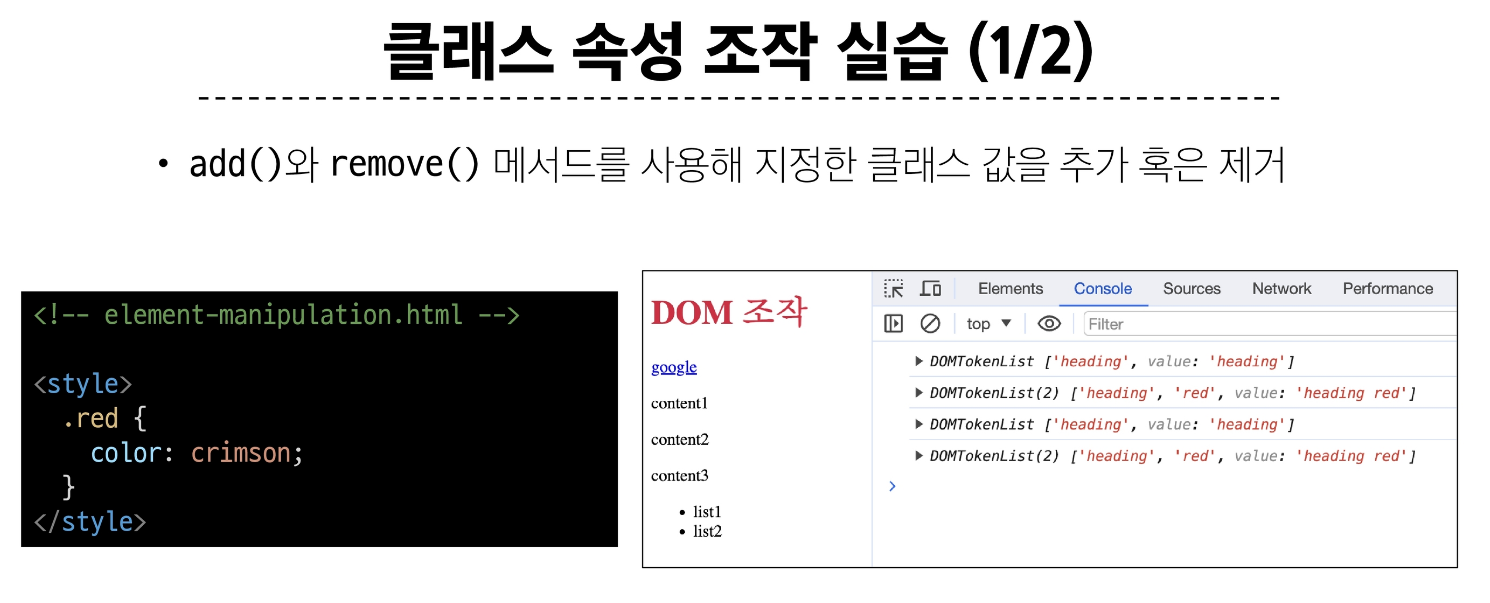 클래스 속성 조작 실습 (1/2)
• add()와 remove() 메서드를 사용해 지정한 클래스 값을 추가 혹은 제거
<!-- element-manipulation.html -->
<style>
.red {
color: crimson;
}
</style>
DOM 조작
google
content1
content2
content3
• list1
• list2
Elements Console Sources Network Performance
top ▼ Filter
▶ DOMTokenList ['heading', value: 'heading']
▶ DOMTokenList(2) ['heading', 'red', value: 'heading red']
▶ DOMTokenList ['heading', value: 'heading']
▶ DOMTokenList(2) ['heading', 'red', value: 'heading red']
>